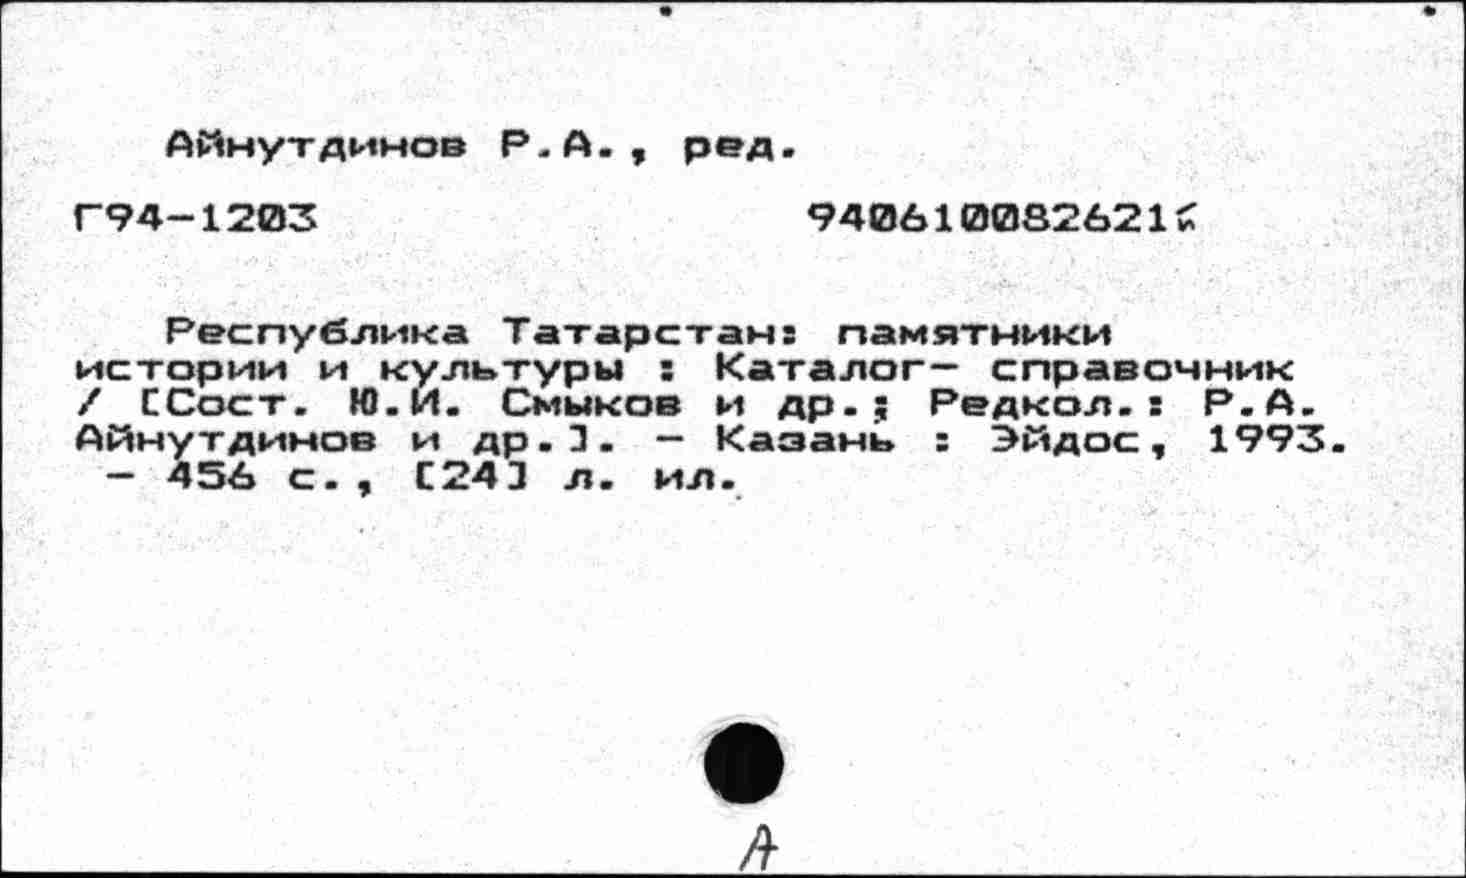 Айнутдинов Р.А., ред.
Г94-1203
940610082621
Республика Татарстан: памятники
истории и культуры : Каталог- справочник
/ [Сост. Ю.И. Смыков и др.; Редкол.: Р.А.
Айнутдинов и др.]. - Казань : Эйдос, 1993.
- 456 с., [24] л. ил.
А